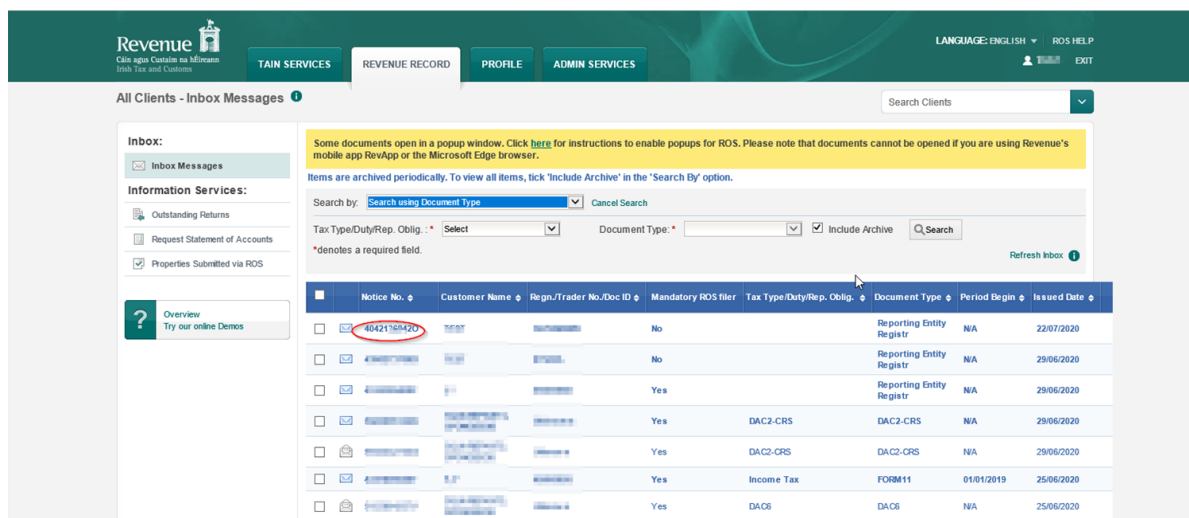 Revenue
Cáin agus Custaim na hÉireann
Irish Tax and Customs
TAIN SERVICES
REVENUE RECORD
PROFILE
ADMIN SERVICES
LANGUAGE: ENGLISH
ROS HELP
EXIT
All Clients - Inbox Messages
Search Clients
Inbox:
Inbox Messages
Information Services:
Outstanding Returns
Request Statement of Accounts
Properties Submitted via ROS
?
Overview
Try our online Demos
Some documents open in a popup window. Click here for instructions to enable popups for ROS. Please note that documents cannot be opened if you are using Revenue's
mobile app RevApp or the Microsoft Edge browser.
Items are archived periodically. To view all items, tick 'Include Archive' in the 'Search By' option.
Search by: Search using Document Type Cancel Search
Tax Type/Duty/Rep. Oblig. : * Select Document Type: * Include Archive Search
*denotes a required field.
Refresh Inbox
Notice No. Customer Name Regn./Trader No./Doc ID Mandatory ROS filer Tax Type/Duty/Rep. Oblig. Document Type Period Begin Issued Date
No Reporting Entity Registr N/A 22/07/2020
No Reporting Entity Registr N/A 29/06/2020
Yes Reporting Entity Registr N/A 29/06/2020
Yes DAC2-CRS DAC2-CRS N/A 29/06/2020
Yes DAC2-CRS DAC2-CRS N/A 29/06/2020
Yes Income Tax FORM11 01/01/2019 25/06/2020
Yes DAC6 DAC6 N/A 25/06/2020